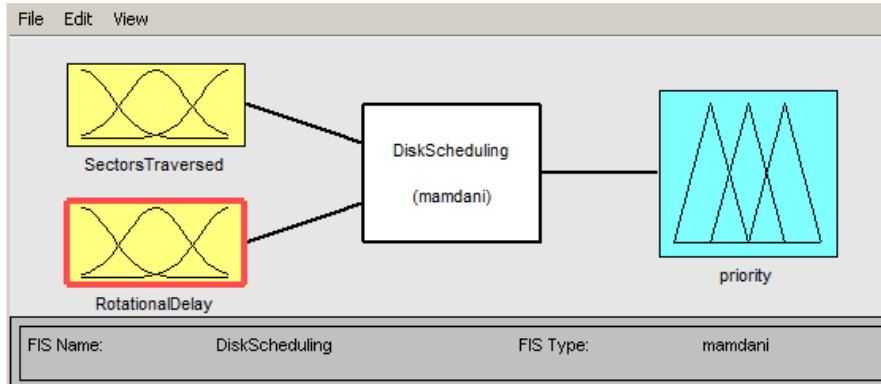 File Edit View
SectorsTraversed
DiskScheduling
(mamdani)
RotationalDelay
priority
FIS Name: DiskScheduling FIS Type: mamdani